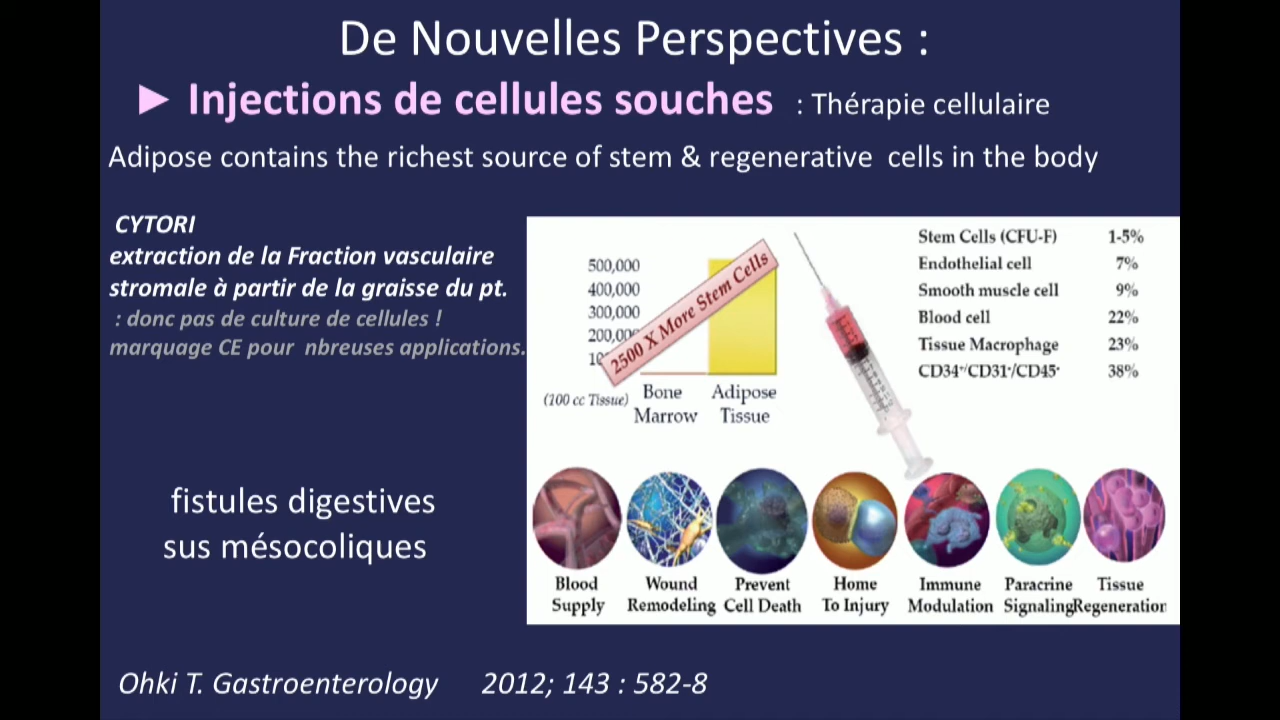 De Nouvelles Perspectives :
► Injections de cellules souches : Thérapie cellulaire
Adipose contains the richest source of stem & regenerative cells in the body
CYTORI
extraction de la Fraction vasculaire
stromale à partir de la graisse du pt.
: donc pas de culture de cellules !
marquage CE pour nbreuses applications.
fistules digestives
sus mésocoliques
500,000
400,000
300,000
200,000
2500 X More Stem Cells
(100 cc Tissue)
Bone
Marrow
Adipose
Tissue
Stem Cells (CFU-F) 1-5%
Endothelial cell 7%
Smooth muscle cell 9%
Blood cell 22%
Tissue Macrophage 23%
CD34+/CD31-/CD45- 38%
Blood
Supply
Wound
Remodeling
Prevent
Cell Death
Home
To Injury
Immune
Modulation
Paracrine
Signaling
Tissue
Regeneration
Ohki T. Gastroenterology 2012; 143 : 582-8